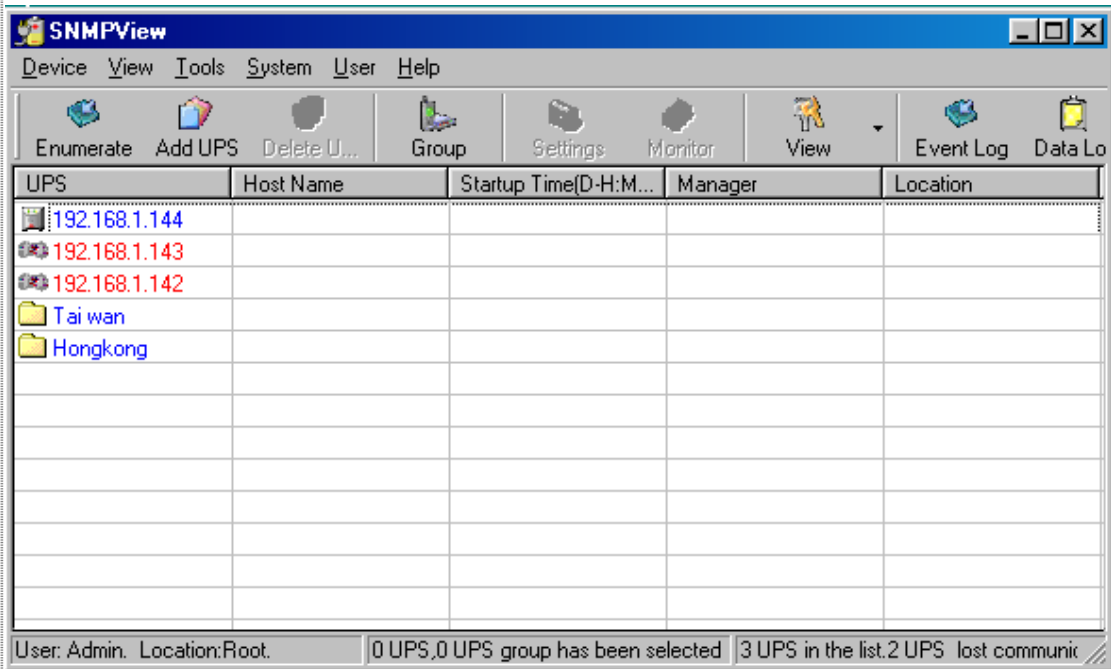 SNMPView
Device View Tools System User Help
Enumerate Add UPS Delete U... Group Settings Monitor View Event Log Data Lo
UPS Host Name Startup Time(D-H:M... Manager Location
192.168.1.144
192.168.1.143
192.168.1.142
Tai wan
Hongkong
User: Admin. Location:Root. 0 UPS,0 UPS group has been selected 3 UPS in the list.2 UPS lost communic